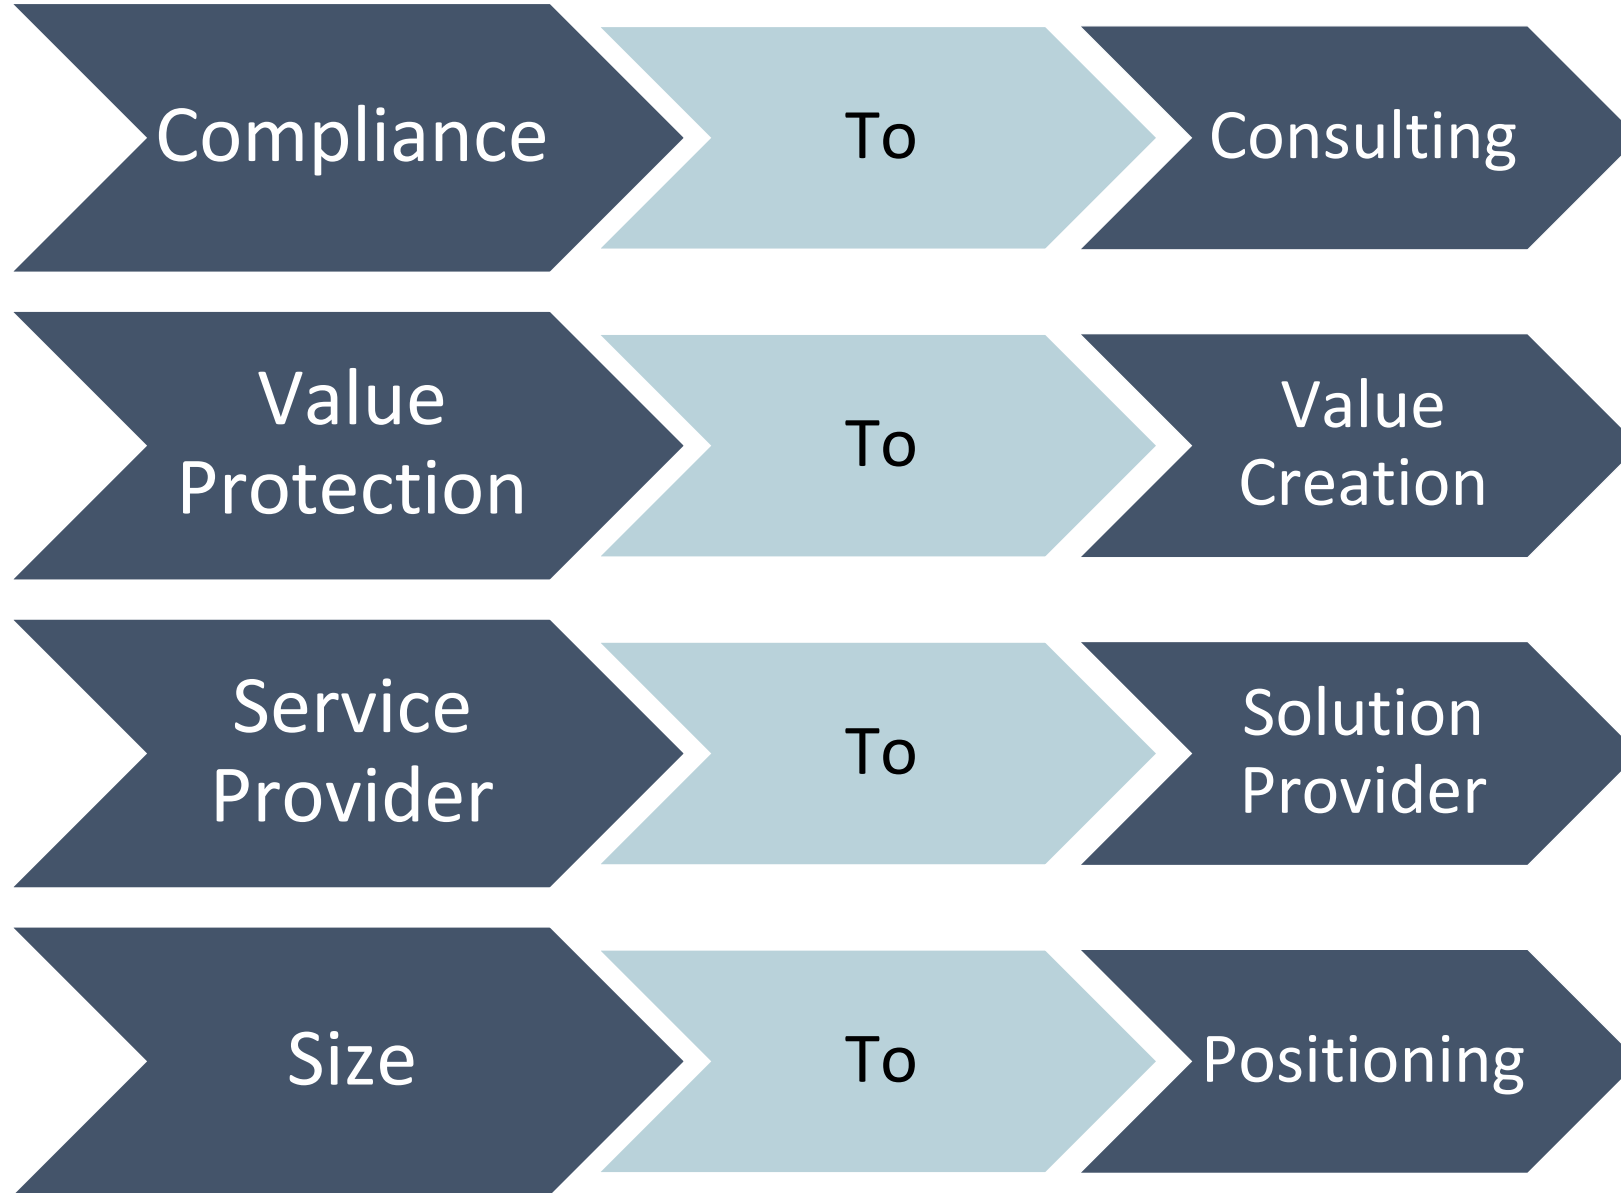 Compliance
To
Consulting
Value
Protection
To
Value
Creation
Service
Provider
To
Solution
Provider
Size
To
Positioning